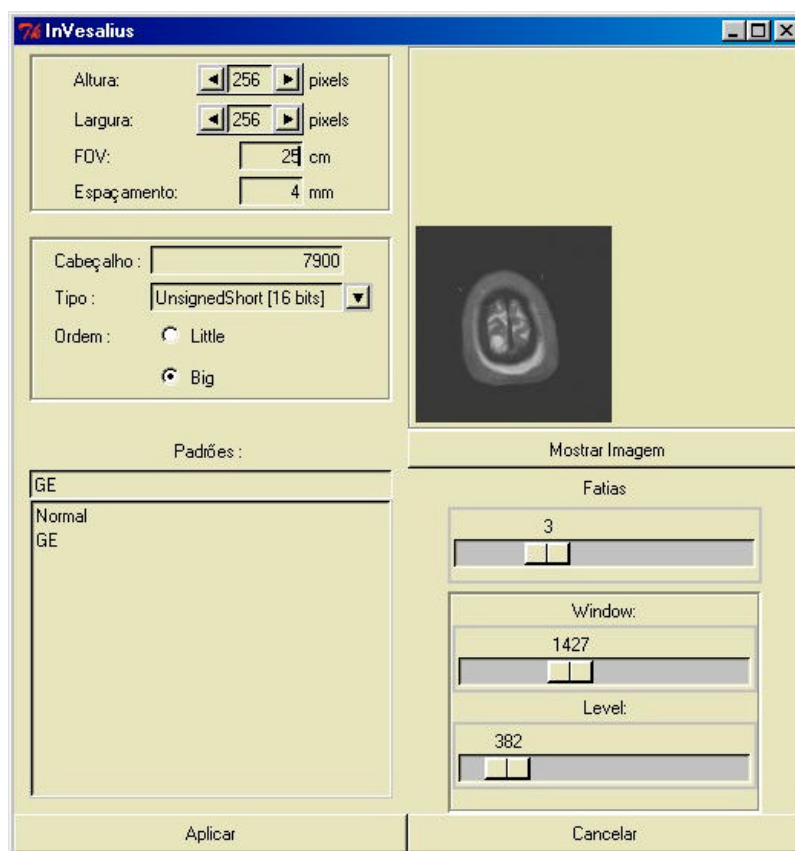 InVesalius
Altura: 256 pixels
Largura: 256 pixels
FOV: 25 cm
Espaçamento: 4 mm
Cabeçalho : 7900
Tipo : UnsignedShort [16 bits]
Ordem : Little
Big
Padrões :
GE
Normal
GE
Mostrar Imagem
Fatias
3
Window:
1427
Level:
382
Aplicar
Cancelar